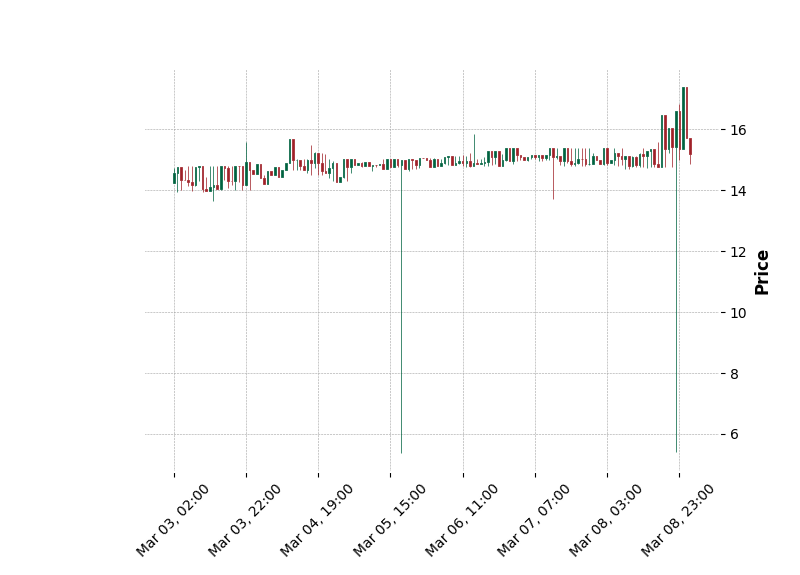 16
14
12
10
8
6
Price
Mar 03, 02:00
Mar 03, 22:00
Mar 04, 19:00
Mar 05, 15:00
Mar 06, 11:00
Mar 07, 07:00
Mar 08, 03:00
Mar 08, 23:00